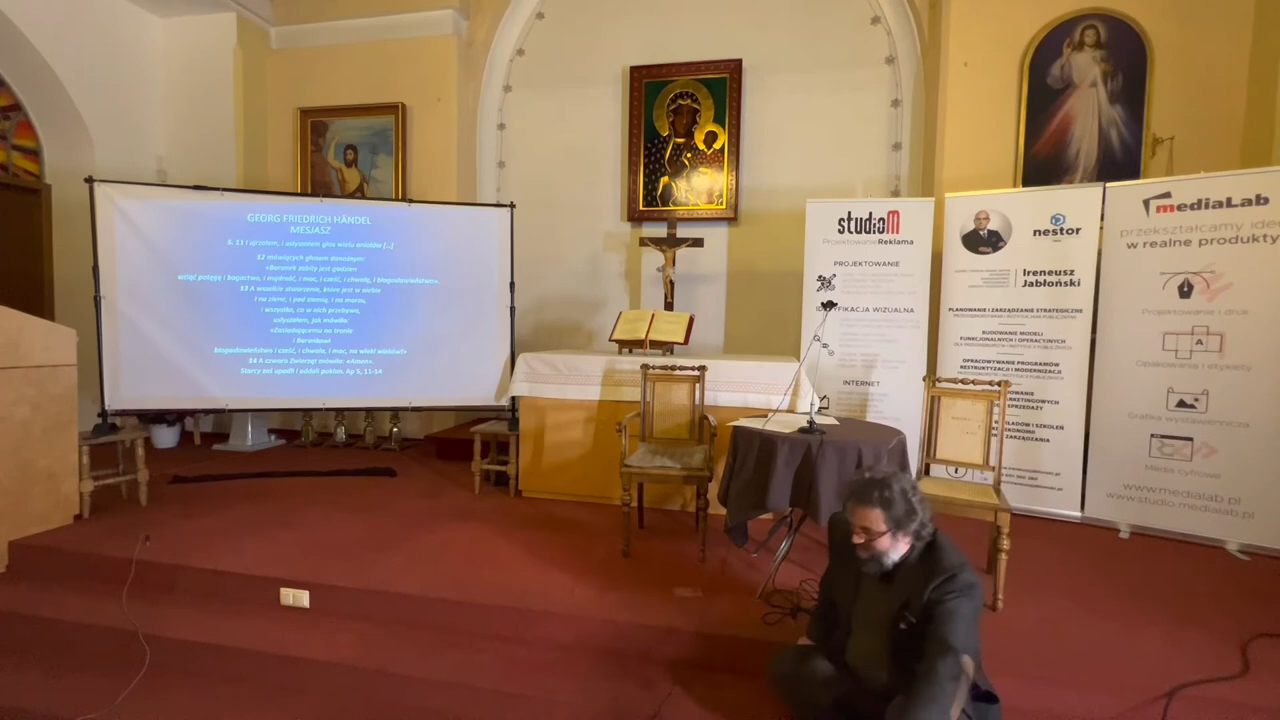 GEORG FRIEDRICH HÄNDEL
MESJASZ
5, 11 I ujrzałem, i usłyszałem głos wielu aniołów [...]
12 mówiących głosem donośnym:
«Baranek zabity jest godzien
wziąć potęgę i bogactwo, i mądrość, i moc, i cześć, i chwałę, i błogosławieństwo».
13 A wszelkie stworzenie, które jest w niebie
i na ziemi, i pod ziemią, i na morzu,
i wszystko, co w nich przebywa,
usłyszałem, jak mówiło:
«Zasiadającemu na tronie
i Barankowi
błogosławieństwo i cześć, i chwała, i moc, na wieki wieków!»
14 A czworo Zwierząt mówiło: «Amen».
Starcy zaś upadli i oddali pokłon. Ap 5, 11-14
studioM
Projektowanie Reklama
PROJEKTOWANIE
IDENTYFIKACJA WIZUALNA
INTERNET
nestor
Ireneusz
Jabłoński
PLANOWANIE I ZARZĄDZANIE STRATEGICZNE
BUDOWANIE MODELI
FUNKCJONALNYCH I OPERACYJNYCH
OPRACOWYWANIE PROGRAMÓW
RESTRUKTYZACJI I MODERNIZACJI
mediaLab
przekształcamy idee
w realne produkty
Projektowanie i druk
Opakowania i etykiety
Grafika wystawiennicza
Media cyfrowe
www.medialab.pl
www.studio.medialab.pl